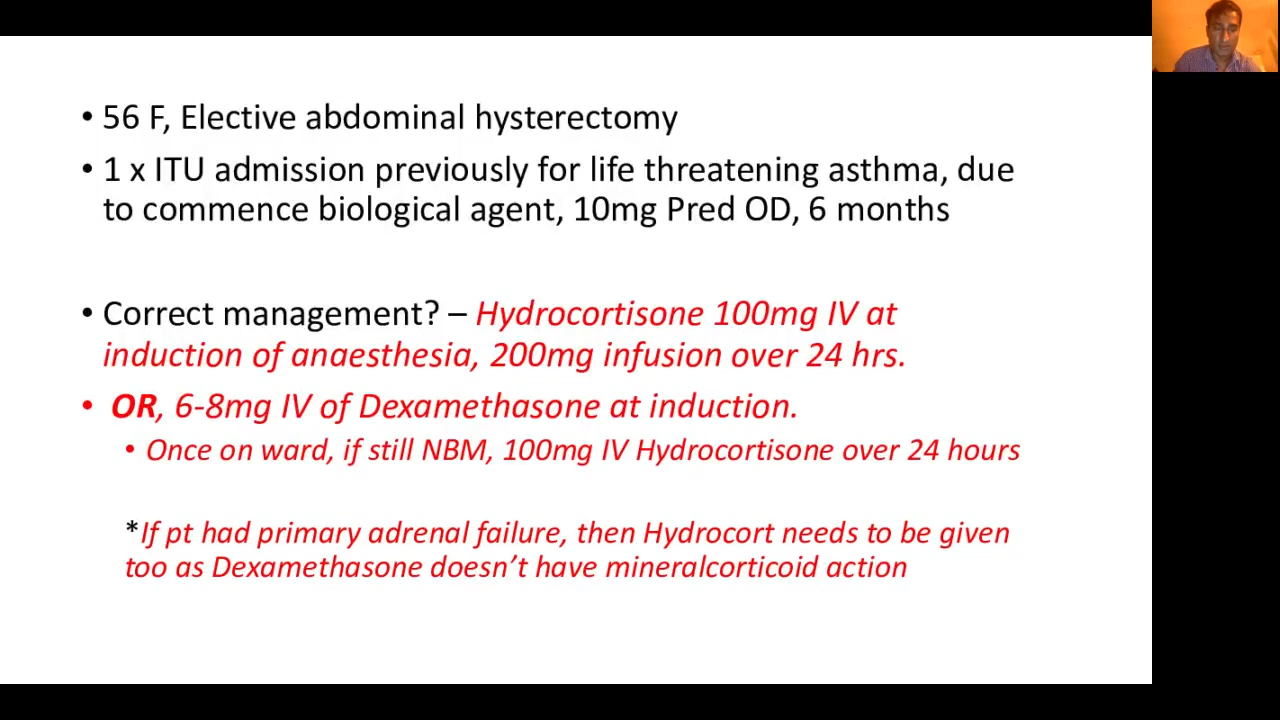 • 56 F, Elective abdominal hysterectomy
• 1 x ITU admission previously for life threatening asthma, due
to commence biological agent, 10mg Pred OD, 6 months
• Correct management? – Hydrocortisone 100mg IV at
induction of anaesthesia, 200mg infusion over 24 hrs.
• OR, 6-8mg IV of Dexamethasone at induction.
• Once on ward, if still NBM, 100mg IV Hydrocortisone over 24 hours
*If pt had primary adrenal failure, then Hydrocort needs to be given
too as Dexamethasone doesn’t have mineralcorticoid action